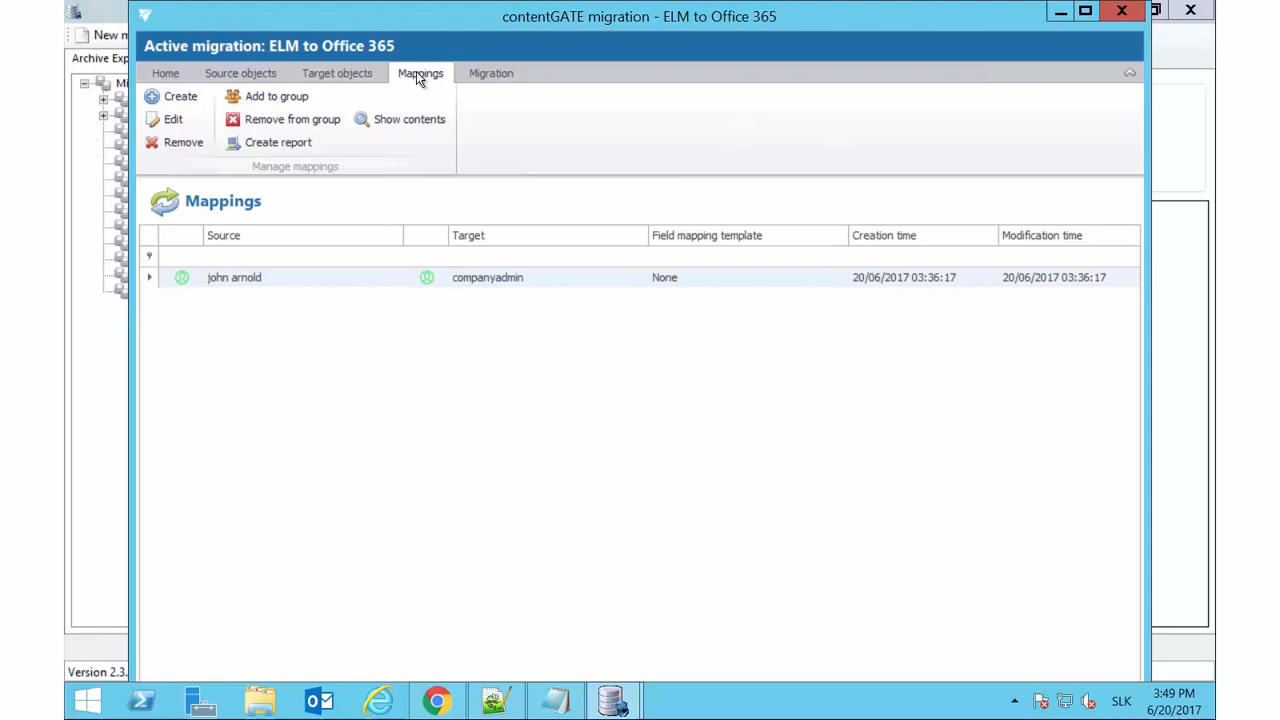 contentGATE migration - ELM to Office 365
New m
Active migration: ELM to Office 365
Archive Exp
Home Source objects Target objects Mappings Migration
Mi
Create Add to group
Edit Remove from group Show contents
Remove Create report
Manage mappings
Mappings
Source Target Field mapping template Creation time Modification time
john arnold companyadmin None 20/06/2017 03:36:17 20/06/2017 03:36:17
Version 2.3.
SLK
3:49 PM
6/20/2017